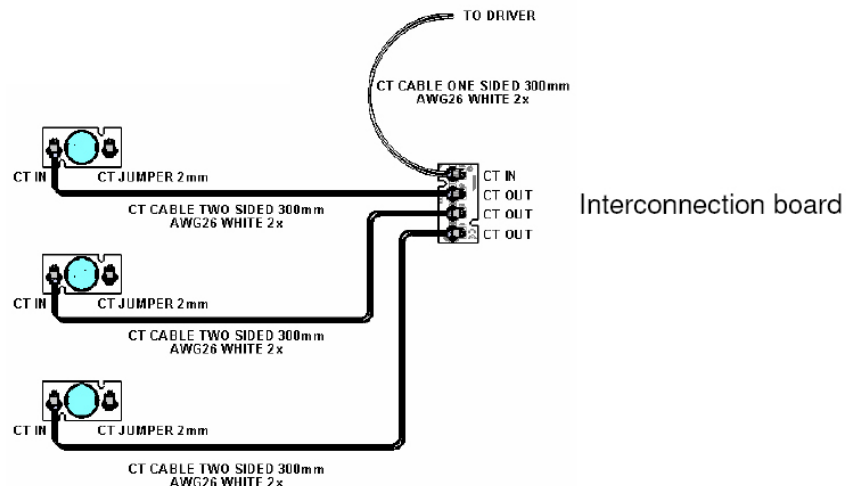 TO DRIVER
CT CABLE ONE SIDED 300mm
AWG26 WHITE 2x
CT IN
CT OUT
CT OUT
CT OUT
Interconnection board
CT IN
CT JUMPER 2mm
CT CABLE TWO SIDED 300mm
AWG26 WHITE 2x
CT IN
CT JUMPER 2mm
CT CABLE TWO SIDED 300mm
AWG26 WHITE 2x
CT IN
CT JUMPER 2mm
CT CABLE TWO SIDED 300mm
AWG26 WHITE 2x